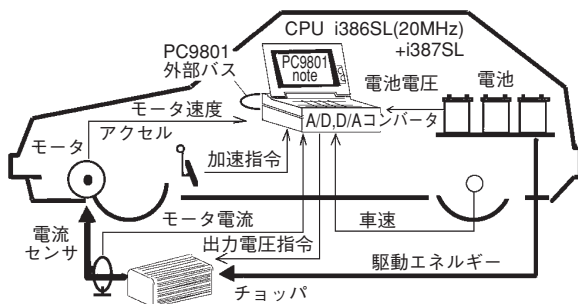 CPU i386SL(20MHz)
+i387SL
PC9801
外部バス
PC9801
note
電池電圧
電池
モータ速度
A/D,D/Aコンバータ
アクセル
モータ
加速指令
モータ電流
車速
電流
センサ
出力電圧指令
駆動エネルギー
チョッパ